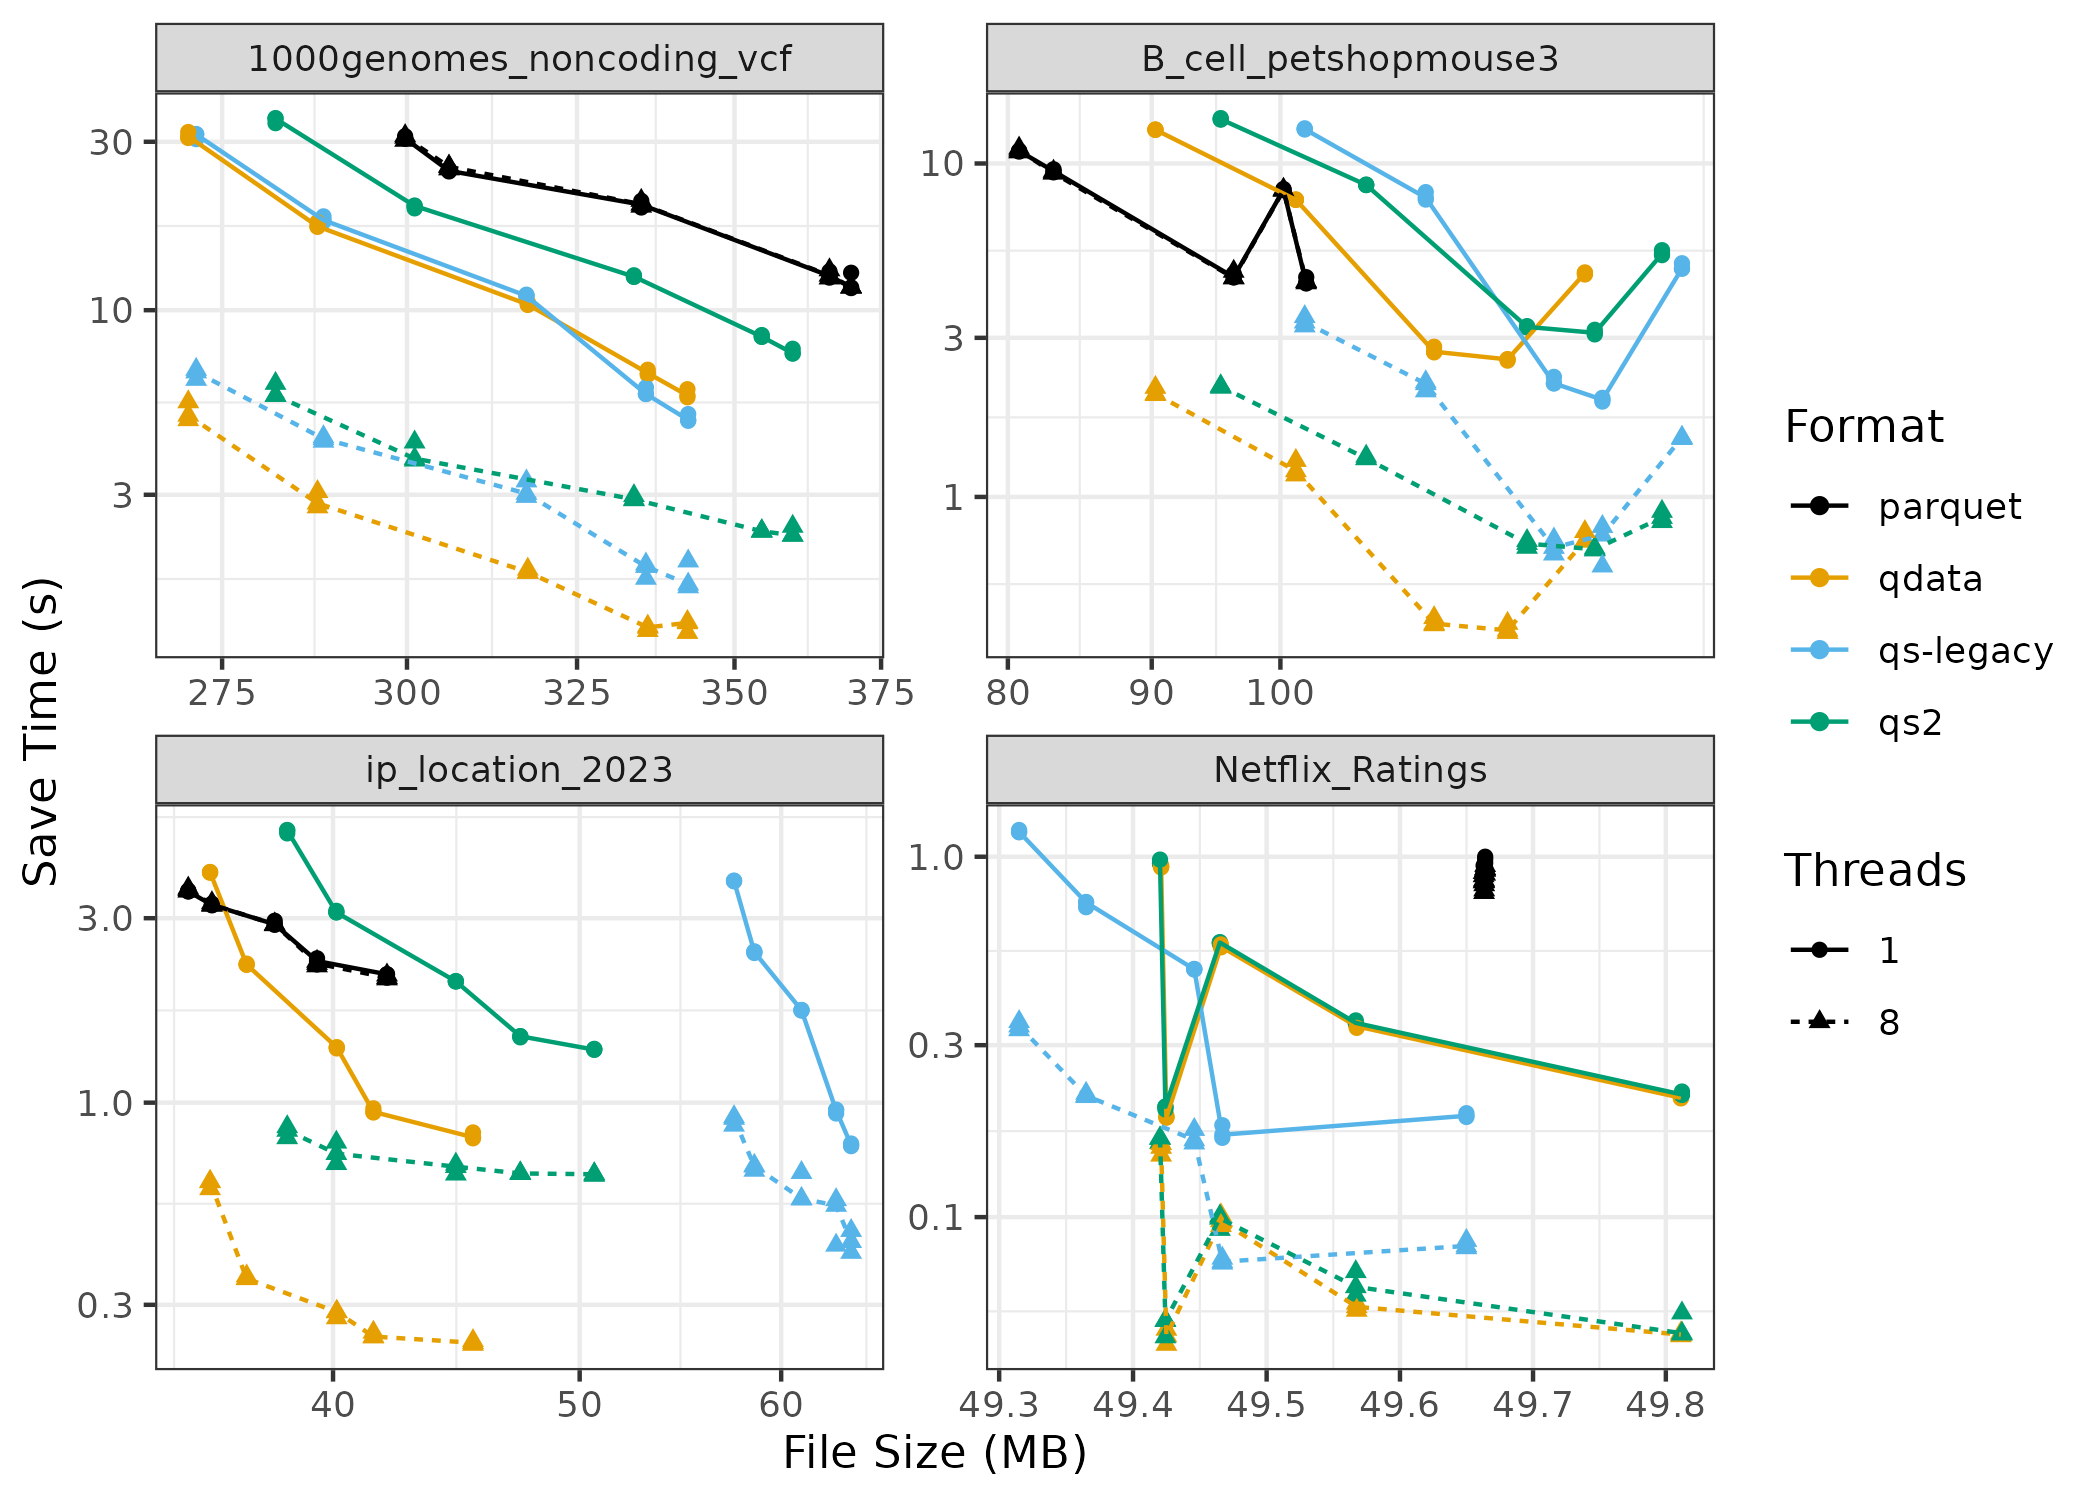 1000genomes_noncoding_vcf
B_cell_petshopmouse3
30
10
3
275 300 325 350 375
10
3
1
80 90 100
ip_location_2023
Netflix_Ratings
3.0
1.0
0.3
40 50 60
1.0
0.3
0.1
49.3 49.4 49.5 49.6 49.7 49.8
Save Time (s)
File Size (MB)
Format
parquet
qdata
qs-legacy
qs2
Threads
1
8